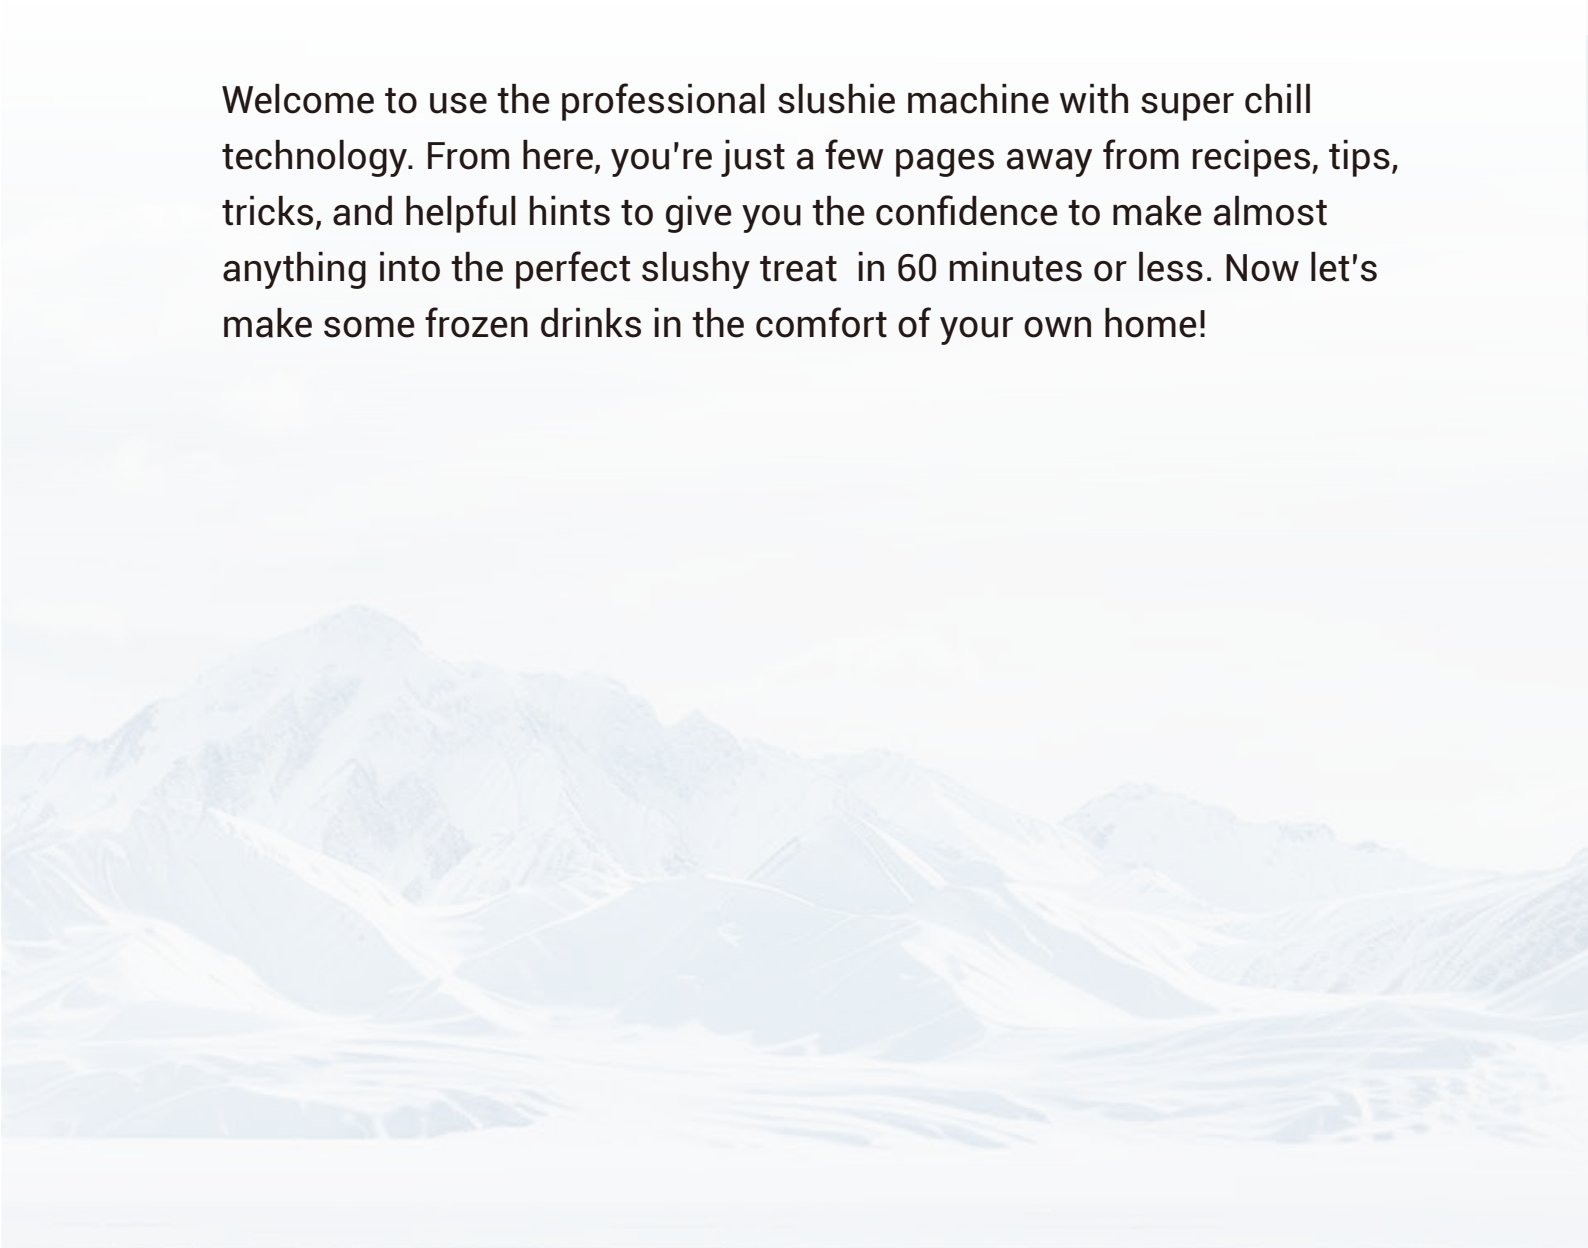 Welcome to use the professional slushie machine with super chill
technology. From here, you're just a few pages away from recipes, tips,
tricks, and helpful hints to give you the confidence to make almost
anything into the perfect slushy treat  in 60 minutes or less. Now let's
make some frozen drinks in the comfort of your own home!